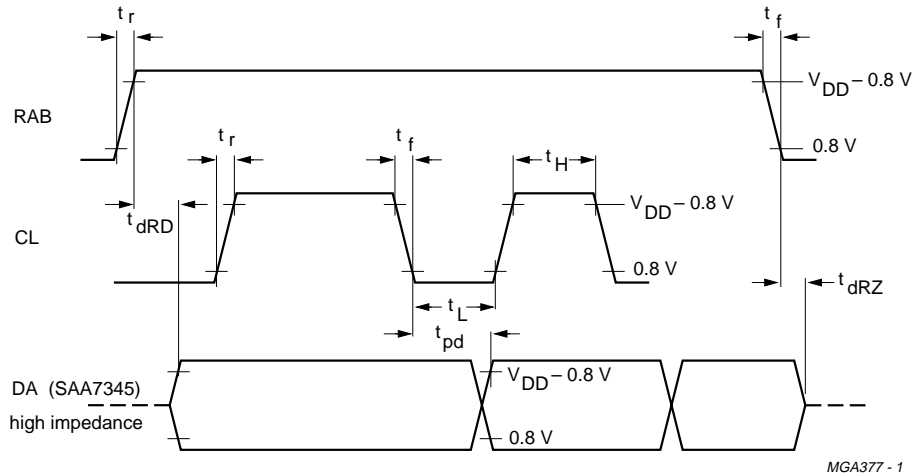 t r
t f
V DD – 0.8 V
RAB
0.8 V
t r
t f
t H
V DD – 0.8 V
t dRD
CL
0.8 V
t dRZ
t L
t pd
DA (SAA7345)
V DD – 0.8 V
high impedance
0.8 V
MGA377 - 1